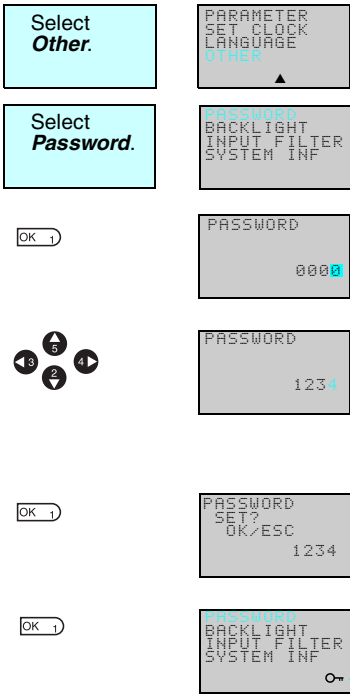 Select
Other.
PARAMETER
SET CLOCK
LANGUAGE
OTHER
Select
Password.
PASSWORD
BACKLIGHT
INPUT FILTER
SYSTEM INF
OK 1
PASSWORD
0000
5
3
4
2
PASSWORD
1234
OK 1
PASSWORD
SET?
OK/ESC
1234
OK 1
PASSWORD
BACKLIGHT
INPUT FILTER
SYSTEM INF